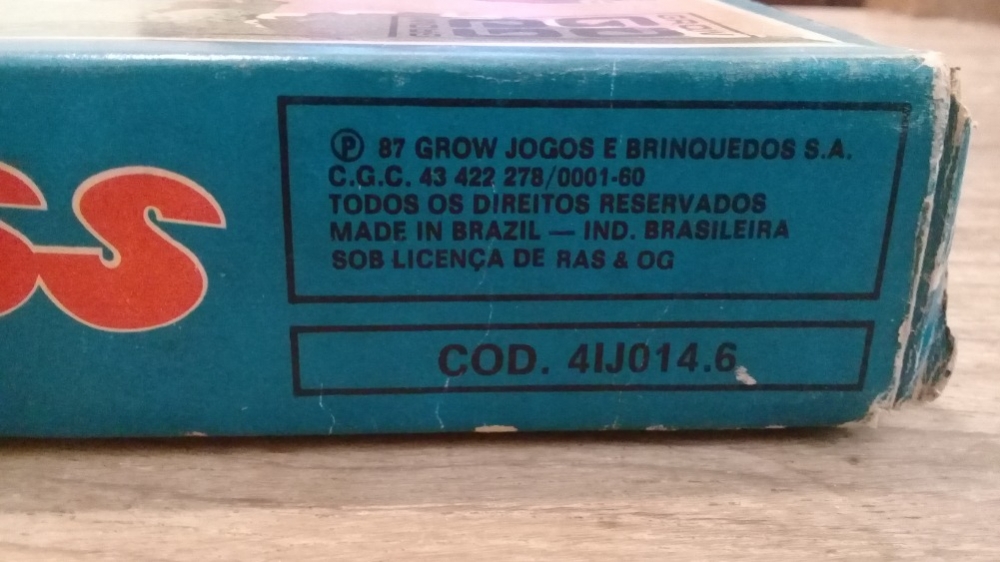 ss
Ⓟ 87 GROW JOGOS E BRINQUEDOS S.A.
C.G.C. 43 422 278/0001-60
TODOS OS DIREITOS RESERVADOS
MADE IN BRAZIL — IND. BRASILEIRA
SOB LICENÇA DE RAS & OG
COD. 4IJ014.6